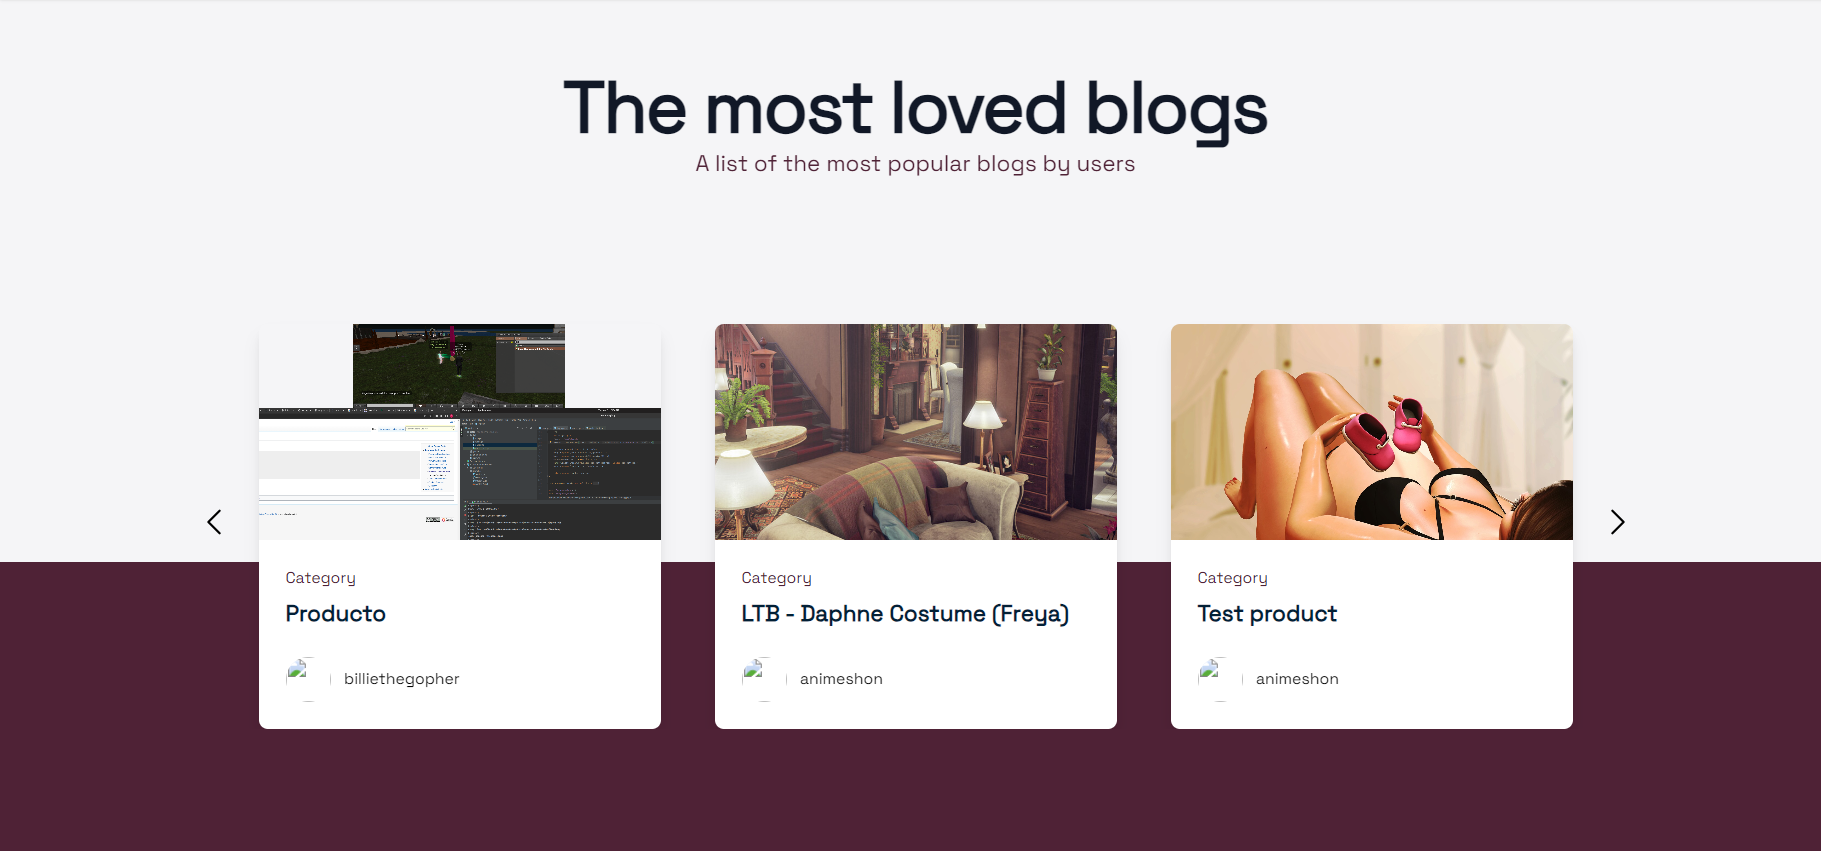 The most loved blogs
A list of the most popular blogs by users
Category
Producto
billiethegopher
Category
LTB - Daphne Costume (Freya)
animeshon
Category
Test product
animeshon